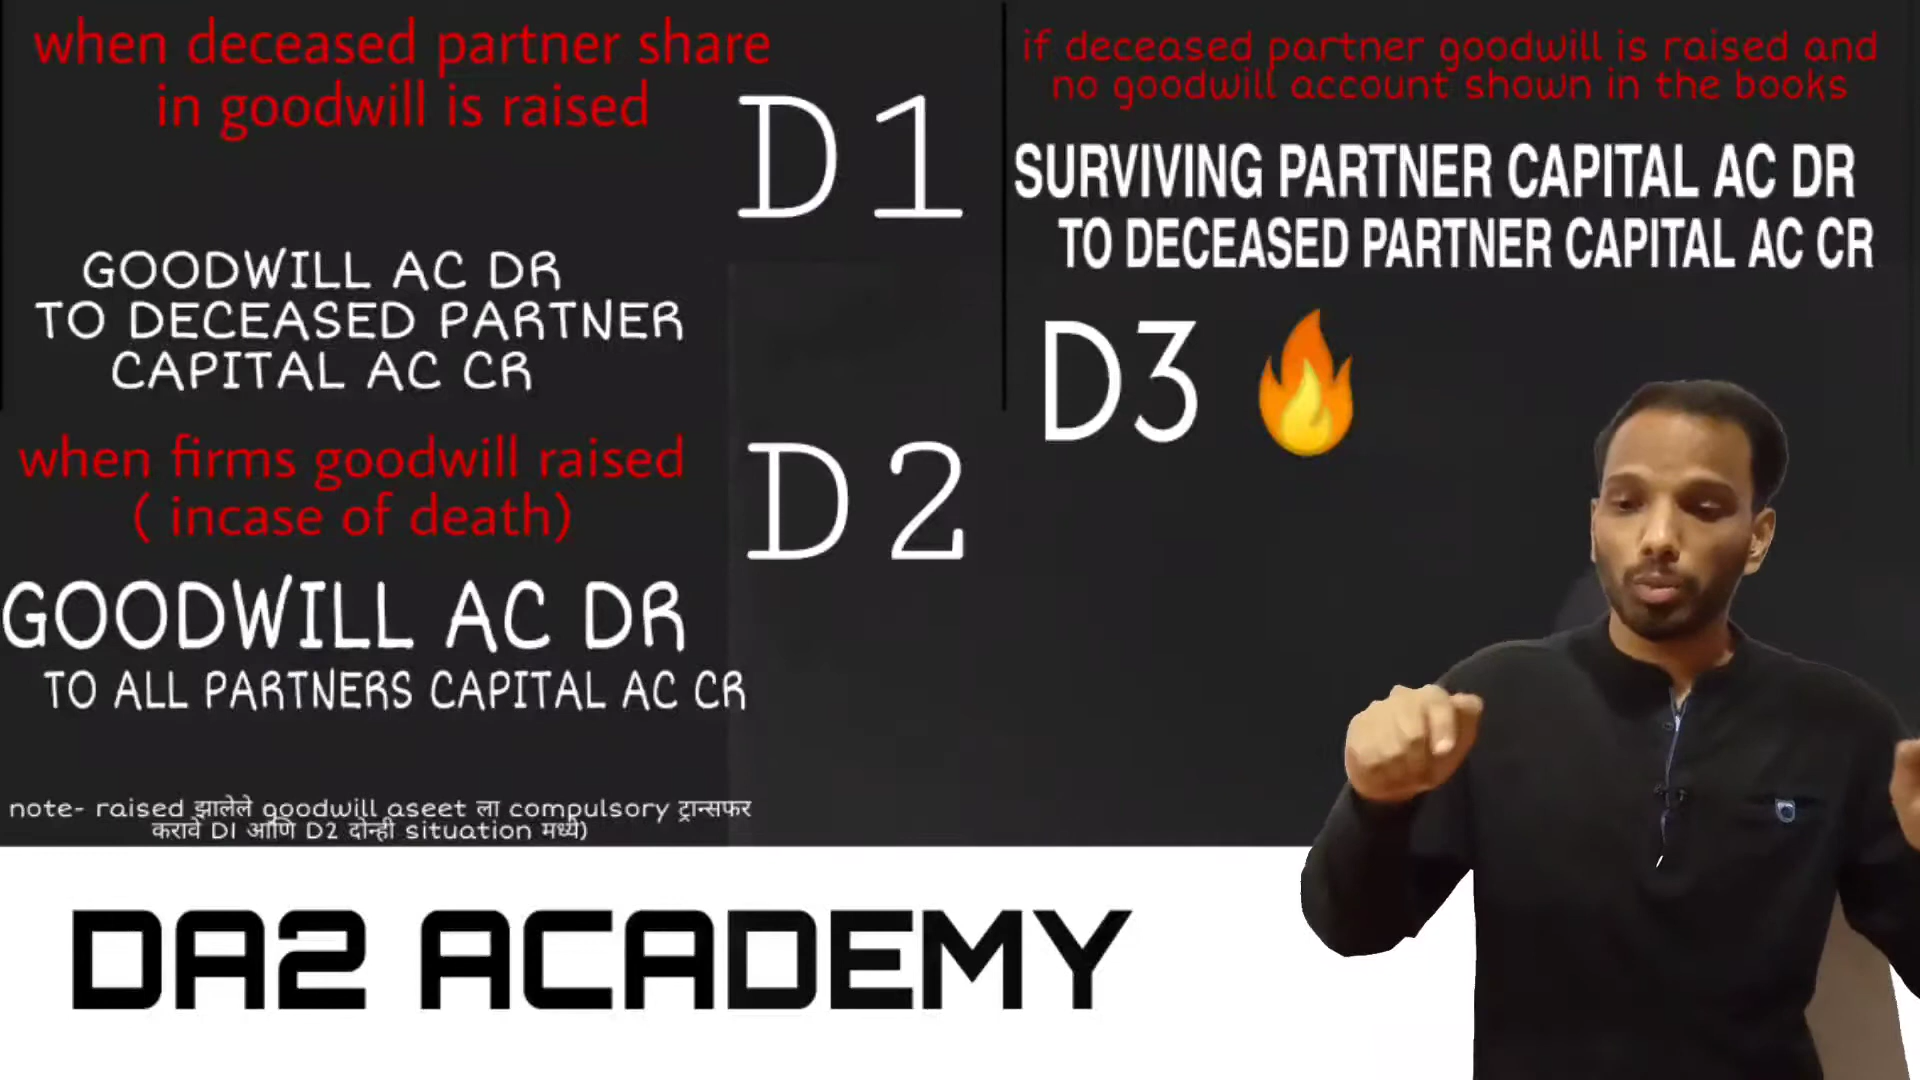 when deceased partner share
in goodwill is raised
D1
GOODWILL AC DR
TO DECEASED PARTNER
CAPITAL AC CR
when firms goodwill raised
( incase of death)
D2
GOODWILL AC DR
TO ALL PARTNERS CAPITAL AC CR
note- raised झालेले goodwill aseet ला compulsory ट्रान्सफर
करावे D1 आणि D2 दोन्ही situation मध्ये)
if deceased partner goodwill is raised and
no goodwill account shown in the books
SURVIVING PARTNER CAPITAL AC DR
TO DECEASED PARTNER CAPITAL AC CR
D3
DA2 ACADEMY